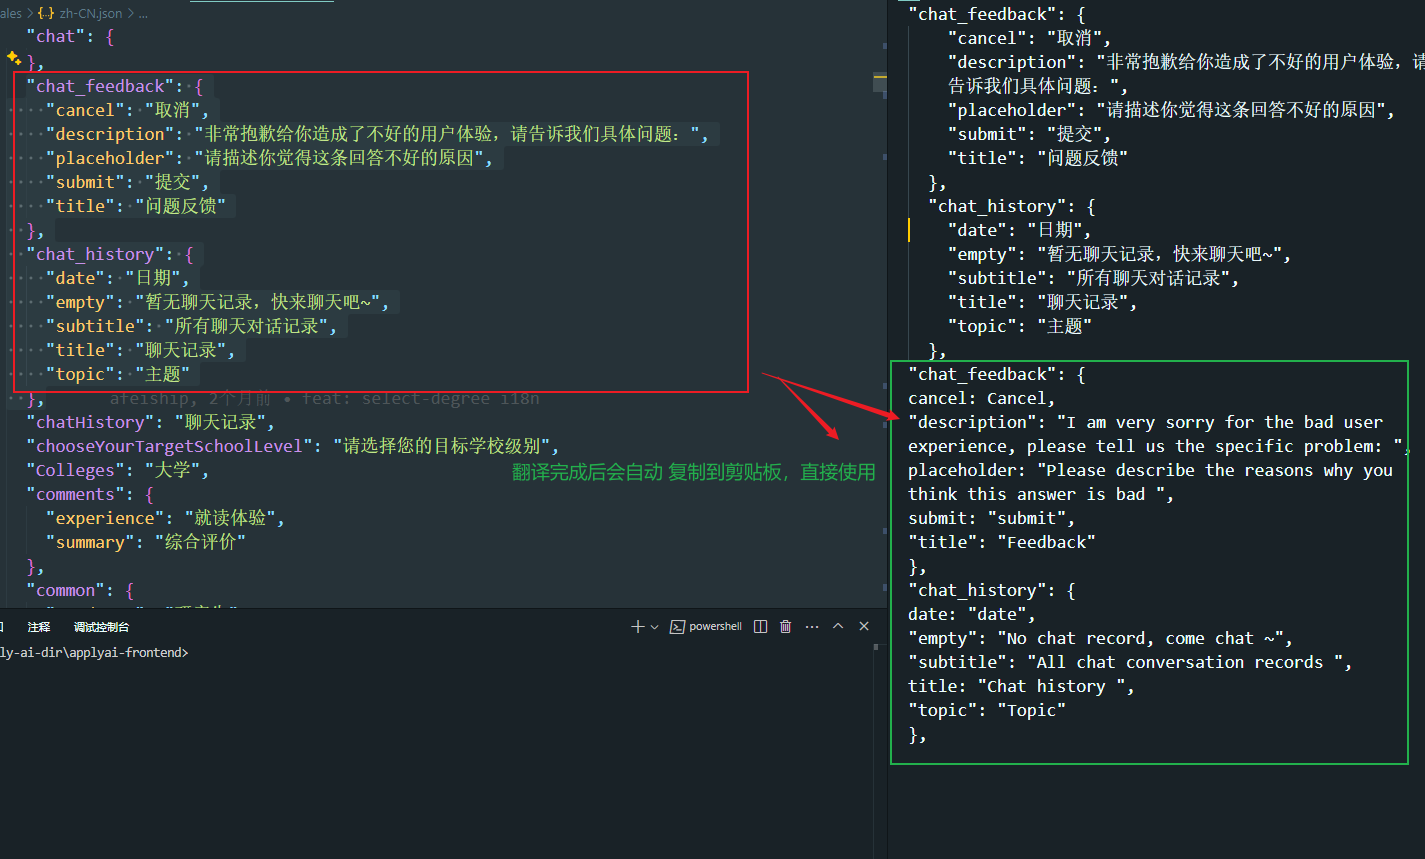 ales > {..} zh-CN.json > ...
"chat": {
},
"chat_feedback": {
"cancel": "取消",
"description": "非常抱歉给你造成了不好的用户体验，请告诉我们具体问题：",
"placeholder": "请描述你觉得这条回答不好的原因",
"submit": "提交",
"title": "问题反馈"
},
"chat_history": {
"date": "日期",
"empty": "暂无聊天记录，快来聊天吧~",
"subtitle": "所有聊天对话记录",
"title": "聊天记录",
"topic": "主题"
},
afeiship, 2个月前 • feat: select-degree i18n
"chatHistory": "聊天记录",
"chooseYourTargetSchoolLevel": "请选择您的目标学校级别",
"Colleges": "大学",
"comments": {
"experience": "就读体验",
"summary": "综合评价"
},
"common": {
翻译完成后会自动 复制到剪贴板，直接使用
注释 调试控制台
powershell
ly-ai-dir\applyai-frontend>
"chat_feedback": {
"cancel": "取消",
"description": "非常抱歉给你造成了不好的用户体验，请
告诉我们具体问题：",
"placeholder": "请描述你觉得这条回答不好的原因",
"submit": "提交",
"title": "问题反馈"
},
"chat_history": {
"date": "日期",
"empty": "暂无聊天记录，快来聊天吧~",
"subtitle": "所有聊天对话记录",
"title": "聊天记录",
"topic": "主题"
},
"chat_feedback": {
cancel: Cancel,
"description": "I am very sorry for the bad user
experience, please tell us the specific problem: ",
placeholder: "Please describe the reasons why you
think this answer is bad ",
submit: "submit",
"title": "Feedback"
},
"chat_history": {
date: "date",
"empty": "No chat record, come chat ~",
"subtitle": "All chat conversation records ",
title: "Chat history ",
"topic": "Topic"
},